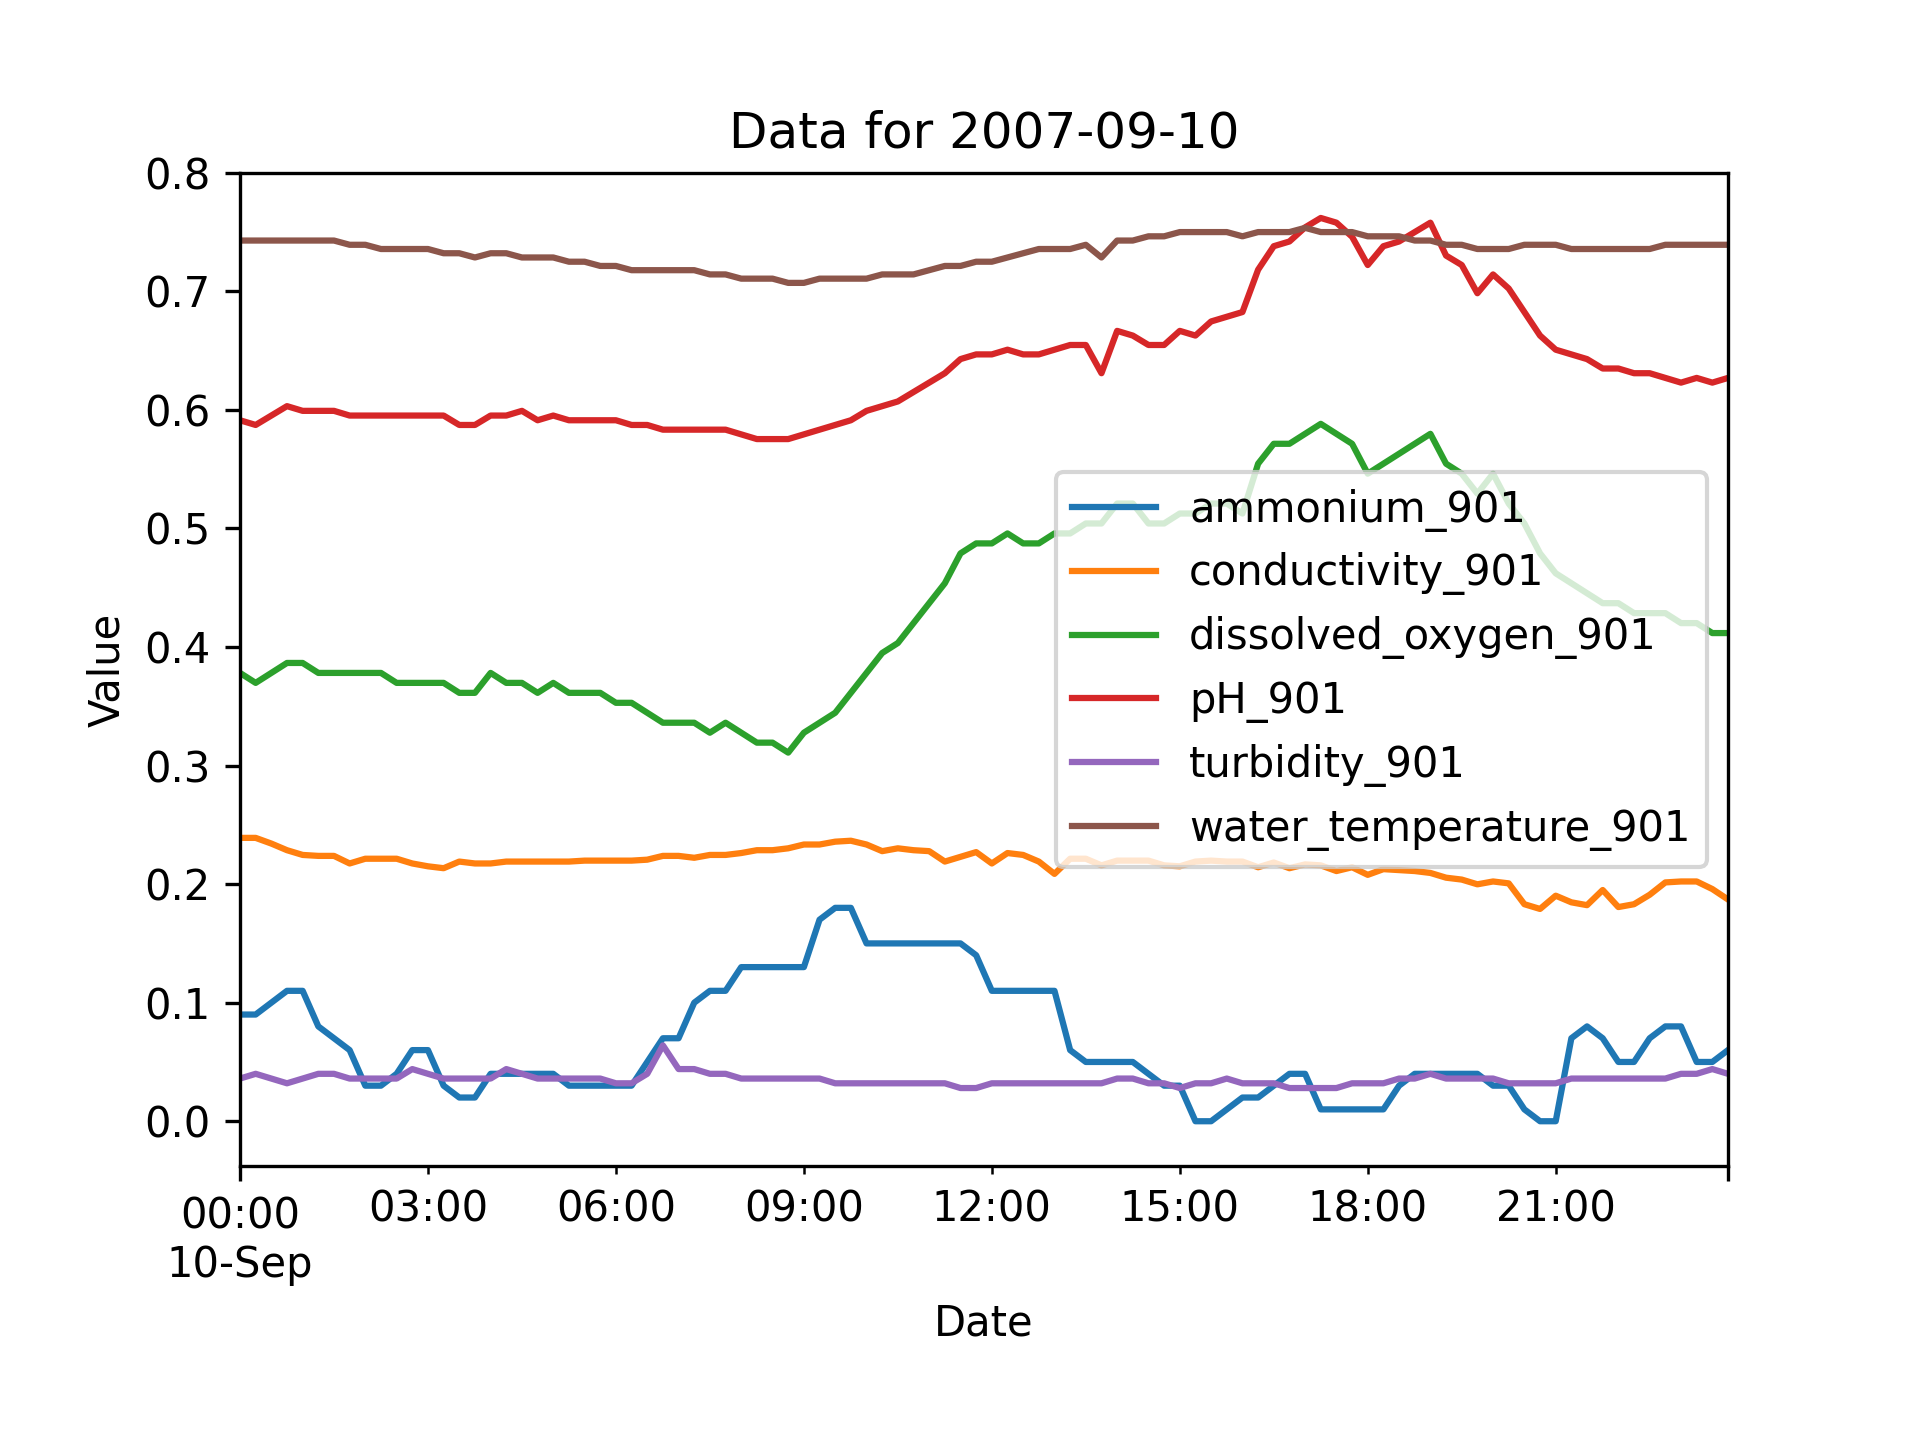 Data for 2007-09-10
0.8
0.7
0.6
0.5
0.4
0.3
0.2
0.1
0.0
Value
ammonium_901
conductivity_901
dissolved_oxygen_901
pH_901
turbidity_901
water_temperature_901
00:00 03:00 06:00 09:00 12:00 15:00 18:00 21:00
10-Sep
Date